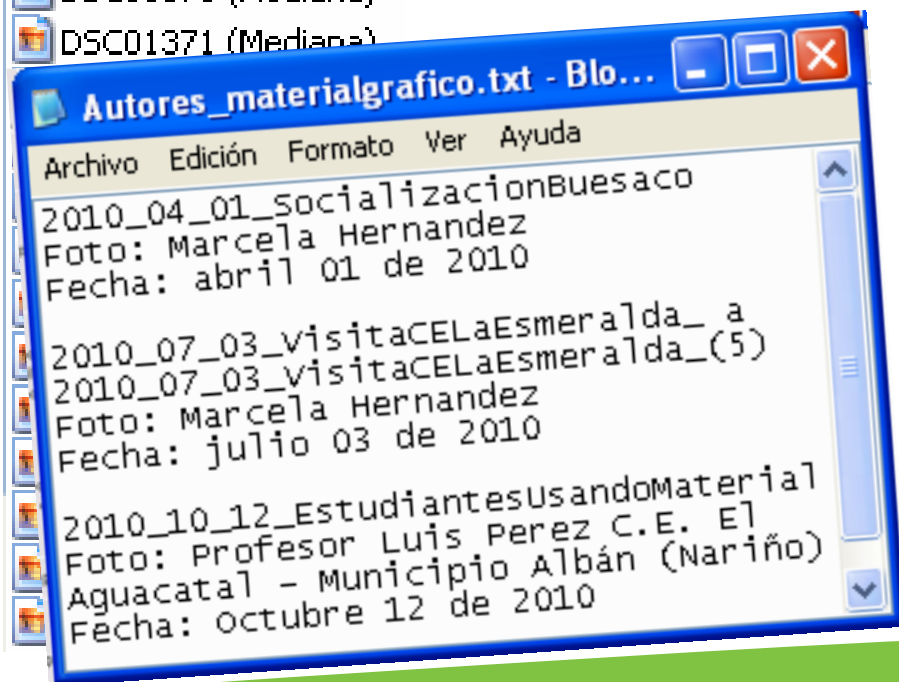 DSC01371 (Mediana)
Autores_materialgrafico.txt - Blo...
Archivo Edición Formato Ver Ayuda
2010_04_01_SocializacionBuesaco
Foto: Marcela Hernandez
Fecha: abril 01 de 2010
2010_07_03_VisitaCELaEsmeralda_ a
2010_07_03_VisitaCELaEsmeralda_(5)
Foto: Marcela Hernandez
Fecha: julio 03 de 2010
2010_10_12_EstudiantesUsandoMaterial
Foto: Profesor Luis Perez C.E. El
Aguacatal – Municipio Albán (Nariño)
Fecha: Octubre 12 de 2010